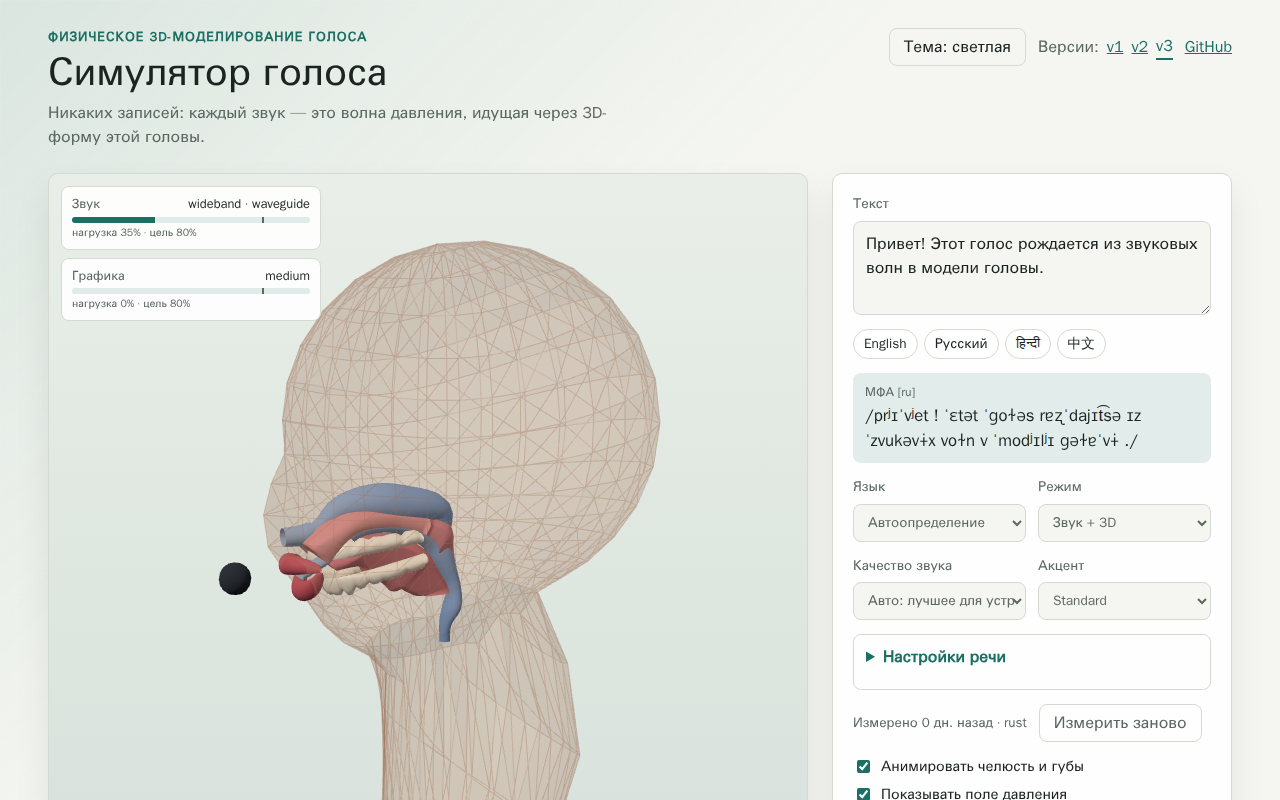 ФИЗИЧЕСКОЕ 3D-МОДЕЛИРОВАНИЕ ГОЛОСА
Симулятор голоса
Никаких записей: каждый звук — это волна давления, идущая через 3D-
форму этой головы.
Тема: светлая
Версии: v1 v2 v3 GitHub
Звук wideband · waveguide
нагрузка 35% · цель 80%
Графика medium
нагрузка 0% · цель 80%
Текст
Привет! Этот голос рождается из звуковых
волн в модели головы.
English Русский हिन्दी 中文
МФА [ru]
/prʲɪˈvʲet ! ˈɛtət ˈɡoɫəs rɐʐˈdajɪt͡sə ɪz
ˈzvukəvɨx voɫn v ˈmodʲɪlʲɪ ɡəɫɐˈvɨ ./
Язык Режим
Автоопределение Звук + 3D
Качество звука Акцент
Авто: лучшее для устр Standard
Настройки речи
Измерено 0 дн. назад · rust Измерить заново
Анимировать челюсть и губы
Показывать поле давления